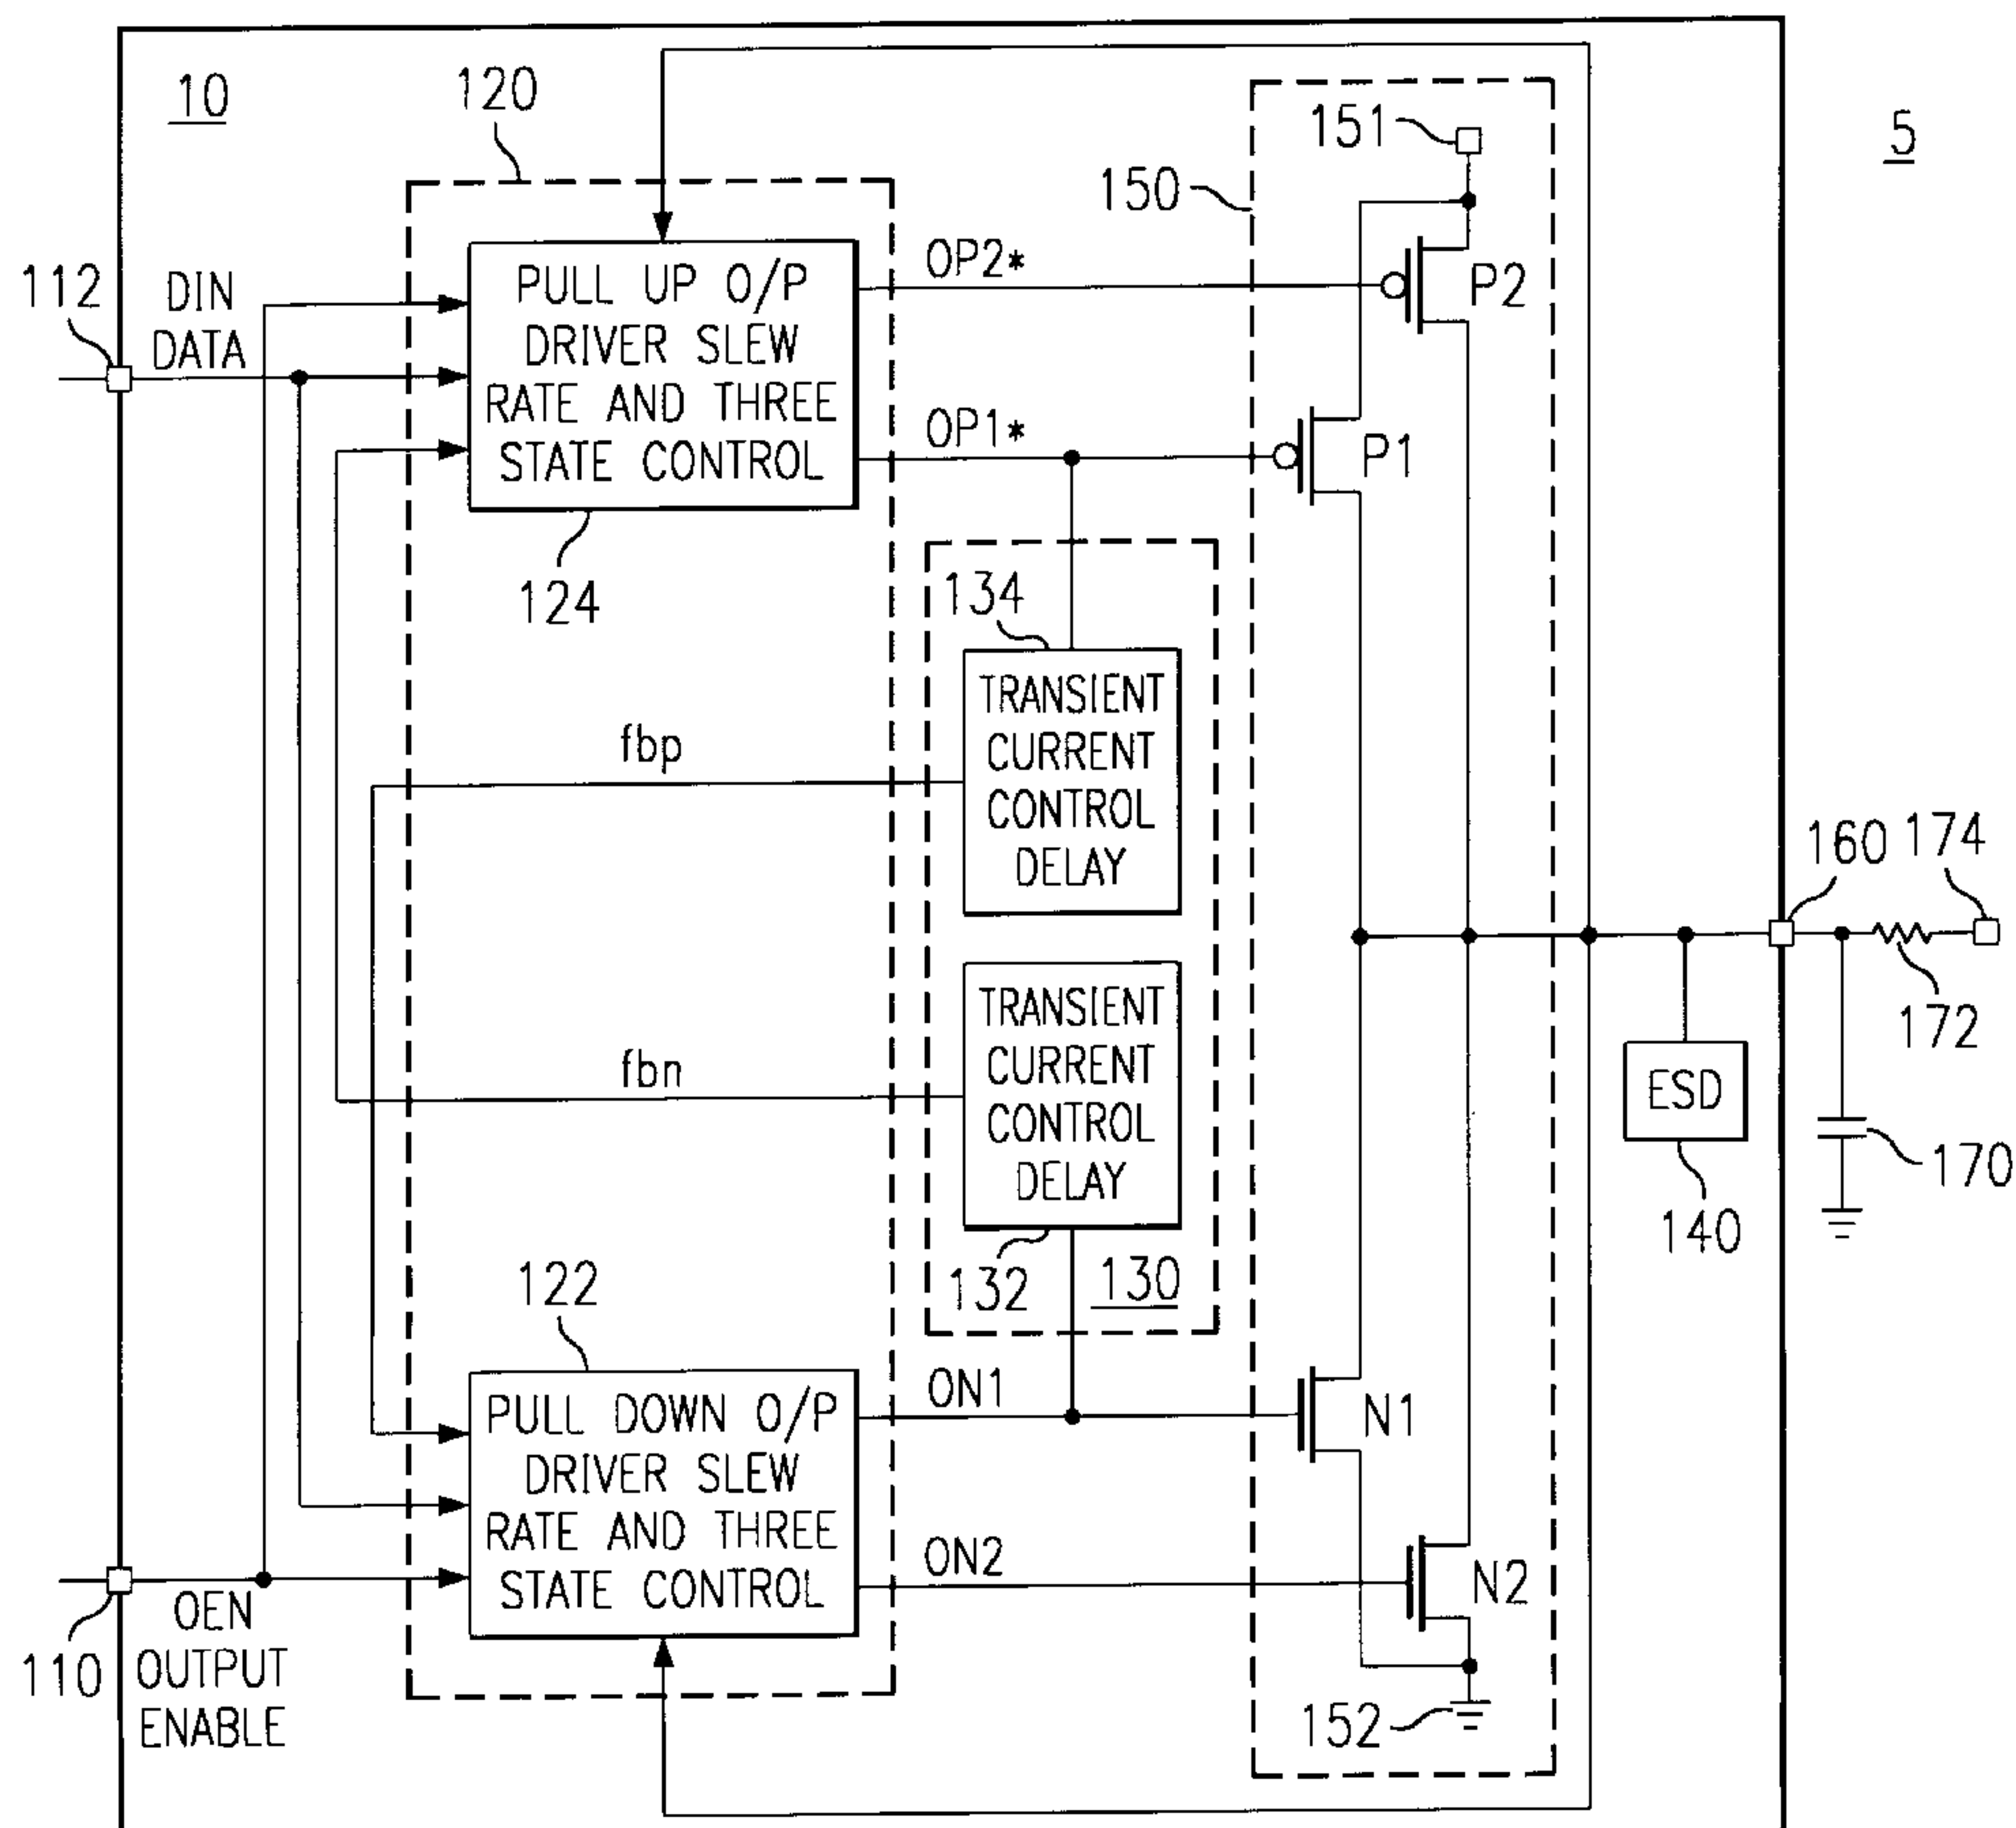 10
5
120
151
150
112
DIN
DATA
PULL UP O/P
DRIVER SLEW
RATE AND THREE
STATE CONTROL
124
OP2*
OP1*
P2
P1
134
TRANSIENT
CURRENT
CONTROL
DELAY
fbp
160
174
172
TRANSIENT
CURRENT
CONTROL
DELAY
fbn
ESD
170
140
132
130
122
PULL DOWN O/P
DRIVER SLEW
RATE AND THREE
STATE CONTROL
ON1
ON2
N1
N2
110
OEN
OUTPUT
ENABLE
152